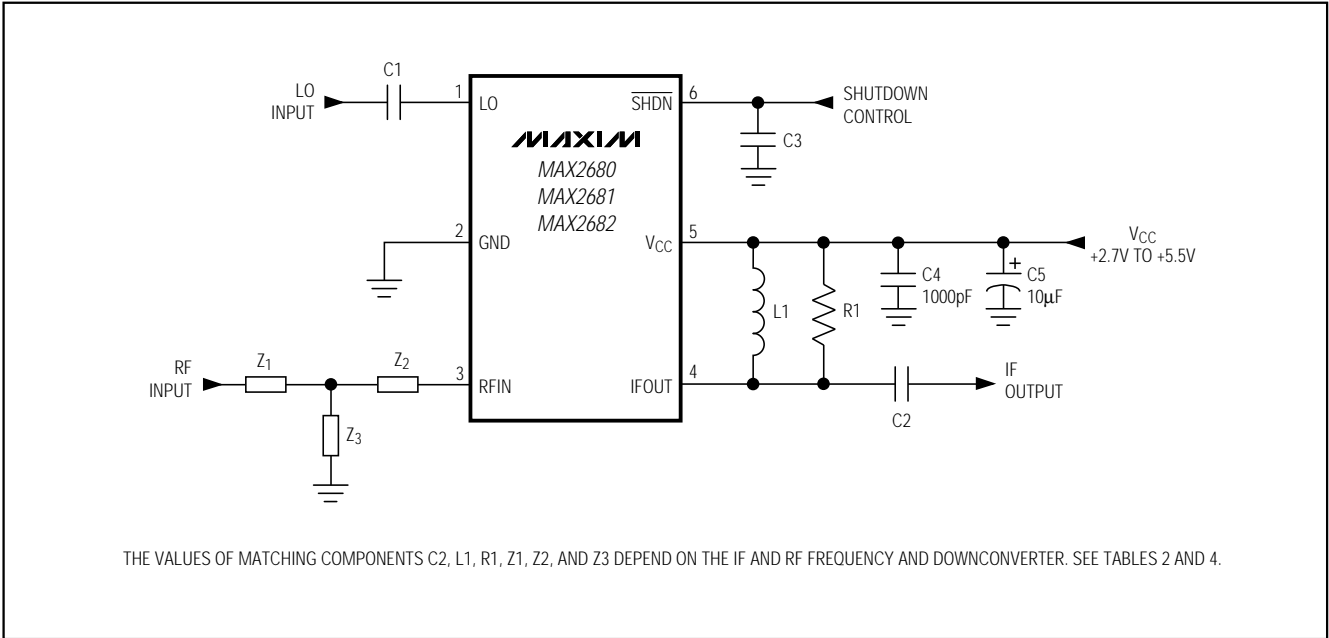 C1
LO
INPUT
1
LO
SHDN
6
SHUTDOWN
CONTROL
C3
MAXIM
MAX2680
MAX2681
MAX2682
2
GND
VCC
5
VCC
+2.7V TO +5.5V
C4
1000pF
+
C5
10µF
L1
R1
RF
INPUT
Z1
Z2
3
RFIN
IFOUT
4
IF
OUTPUT
C2
Z3
THE VALUES OF MATCHING COMPONENTS C2, L1, R1, Z1, Z2, AND Z3 DEPEND ON THE IF AND RF FREQUENCY AND DOWNCONVERTER. SEE TABLES 2 AND 4.